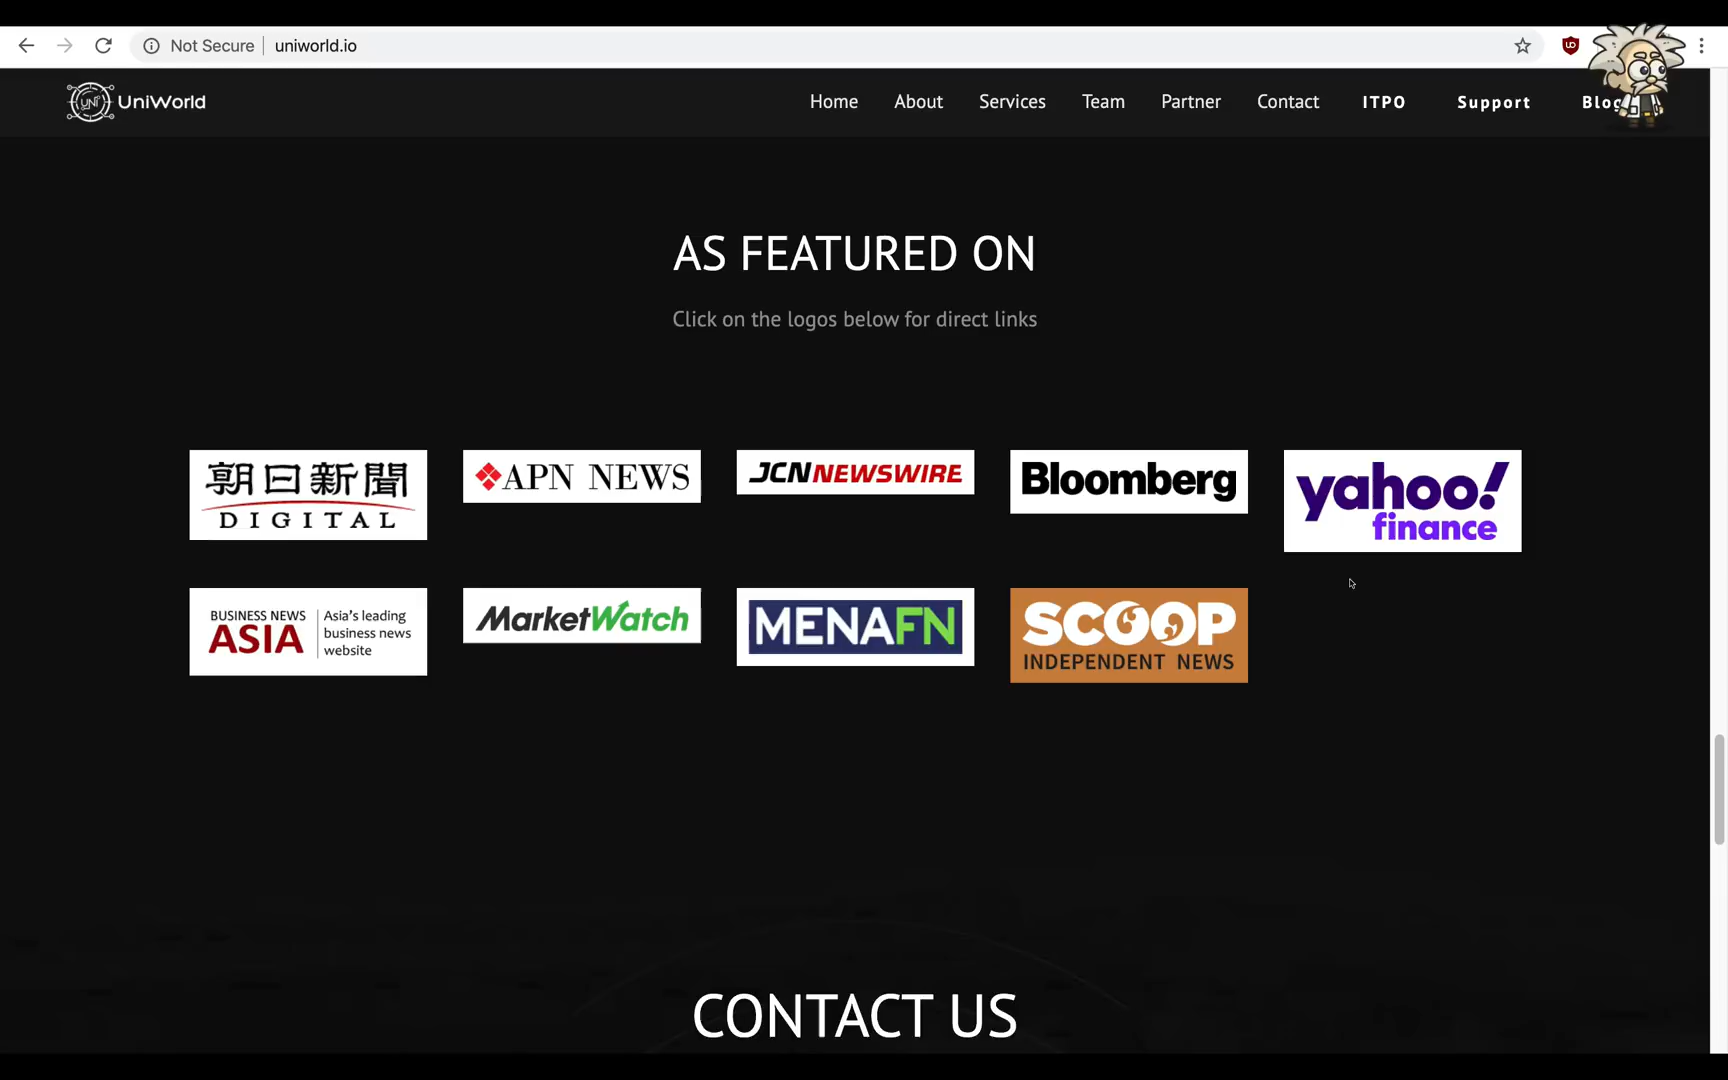 Not Secure uniworld.io
UNI UniWorld Home About Services Team Partner Contact ITPO Support Blog
AS FEATURED ON
Click on the logos below for direct links
朝日新聞
DIGITAL
APN NEWS
JCN NEWSWIRE
Bloomberg
yahoo!
finance
BUSINESS NEWS
ASIA
Asia's leading
business news
website
MarketWatch
MENAFN
SCOOP
INDEPENDENT NEWS
CONTACT US